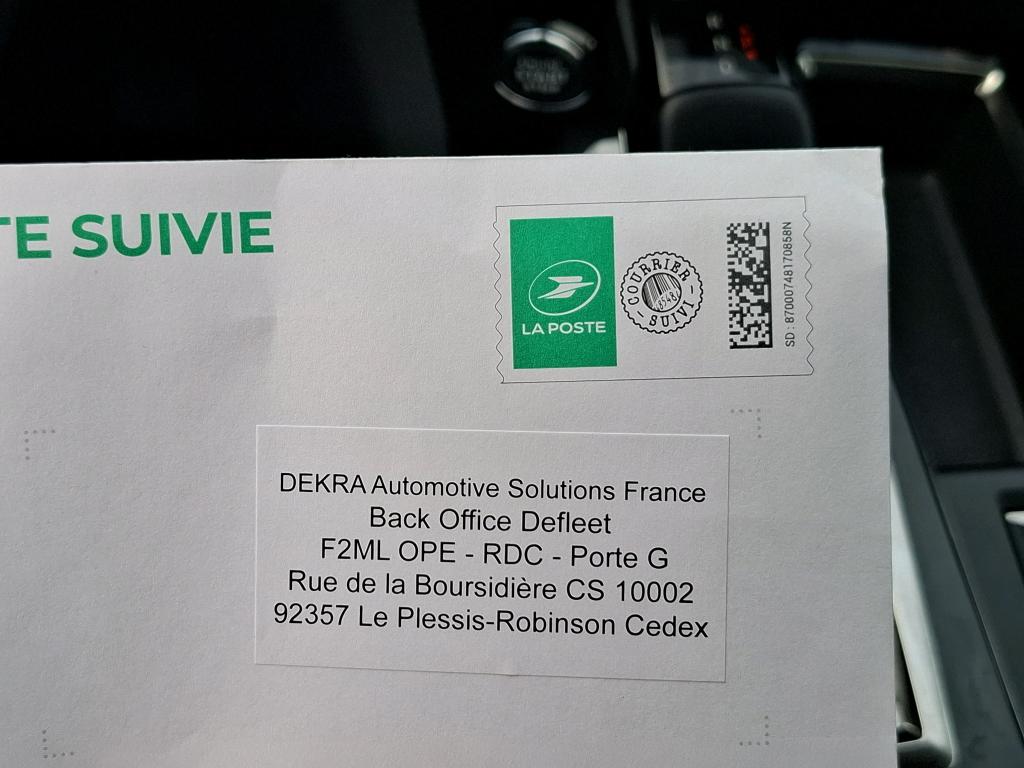 TE SUIVIE
LA POSTE
COURRIER
SUIVI
SD : 87000748170858N
DEKRA Automotive Solutions France
Back Office Defleet
F2ML OPE - RDC - Porte G
Rue de la Boursidière CS 10002
92357 Le Plessis-Robinson Cedex